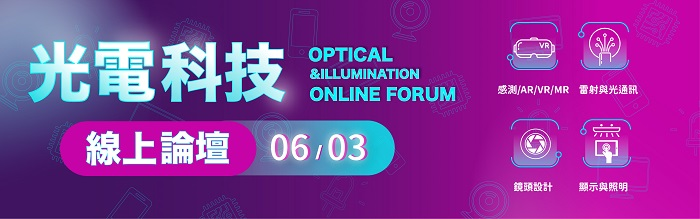 光電科技
OPTICAL
&ILLUMINATION
ONLINE FORUM
線上論壇
06/03
VR
感測/AR/VR/MR
雷射與光通訊
鏡頭設計
顯示與照明